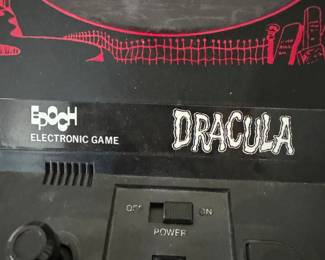 EPOCH
ELECTRONIC GAME
DRACULA
OFF ON
POWER